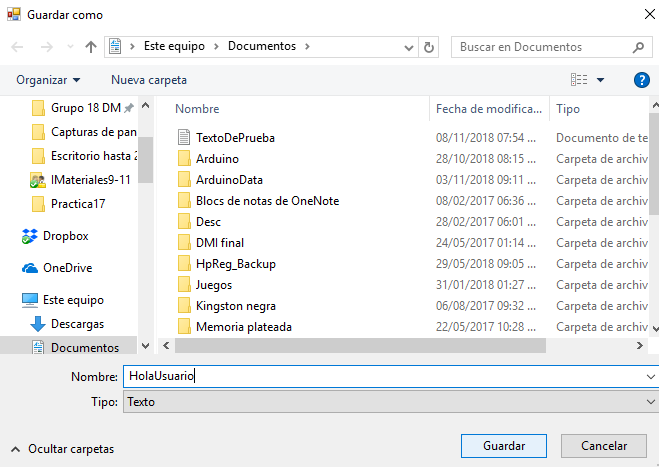 Guardar como
Este equipo > Documentos >
Buscar en Documentos
Organizar
Nueva carpeta
Grupo 18 DM
Capturas de pan
Escritorio hasta 2
IMateriales9-11
Practica17
Dropbox
OneDrive
Este equipo
Descargas
Documentos
Nombre Fecha de modifica... Tipo
TextoDePrueba 08/11/2018 07:54 ... Documento de te
Arduino 28/10/2018 08:15 ... Carpeta de archiv
ArduinoData 03/11/2018 09:11 ... Carpeta de archiv
Blocs de notas de OneNote 08/02/2017 06:36 ... Carpeta de archiv
Desc 28/02/2017 06:01 ... Carpeta de archiv
DMI final 24/05/2017 01:14 ... Carpeta de archiv
HpReg_Backup 29/05/2018 09:05 ... Carpeta de archiv
Juegos 31/01/2018 01:27 ... Carpeta de archiv
Kingston negra 06/08/2017 09:32 ... Carpeta de archiv
Memoria plateada 22/05/2017 10:28 ... Carpeta de archiv
Nombre: HolaUsuario
Tipo: Texto
Ocultar carpetas
Guardar
Cancelar